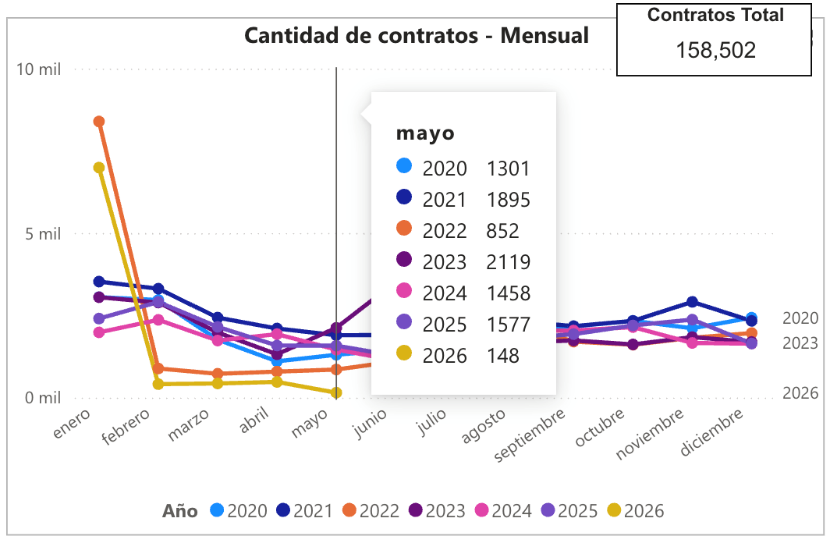 Contratos Total
158,502
Cantidad de contratos - Mensual
10 mil
5 mil
0 mil
mayo
2020 1301
2021 1895
2022 852
2023 2119
2024 1458
2025 1577
2026 148
2020
2023
2026
enero
febrero
marzo
abril
mayo
junio
julio
agosto
septiembre
octubre
noviembre
diciembre
Año 2020 2021 2022 2023 2024 2025 2026